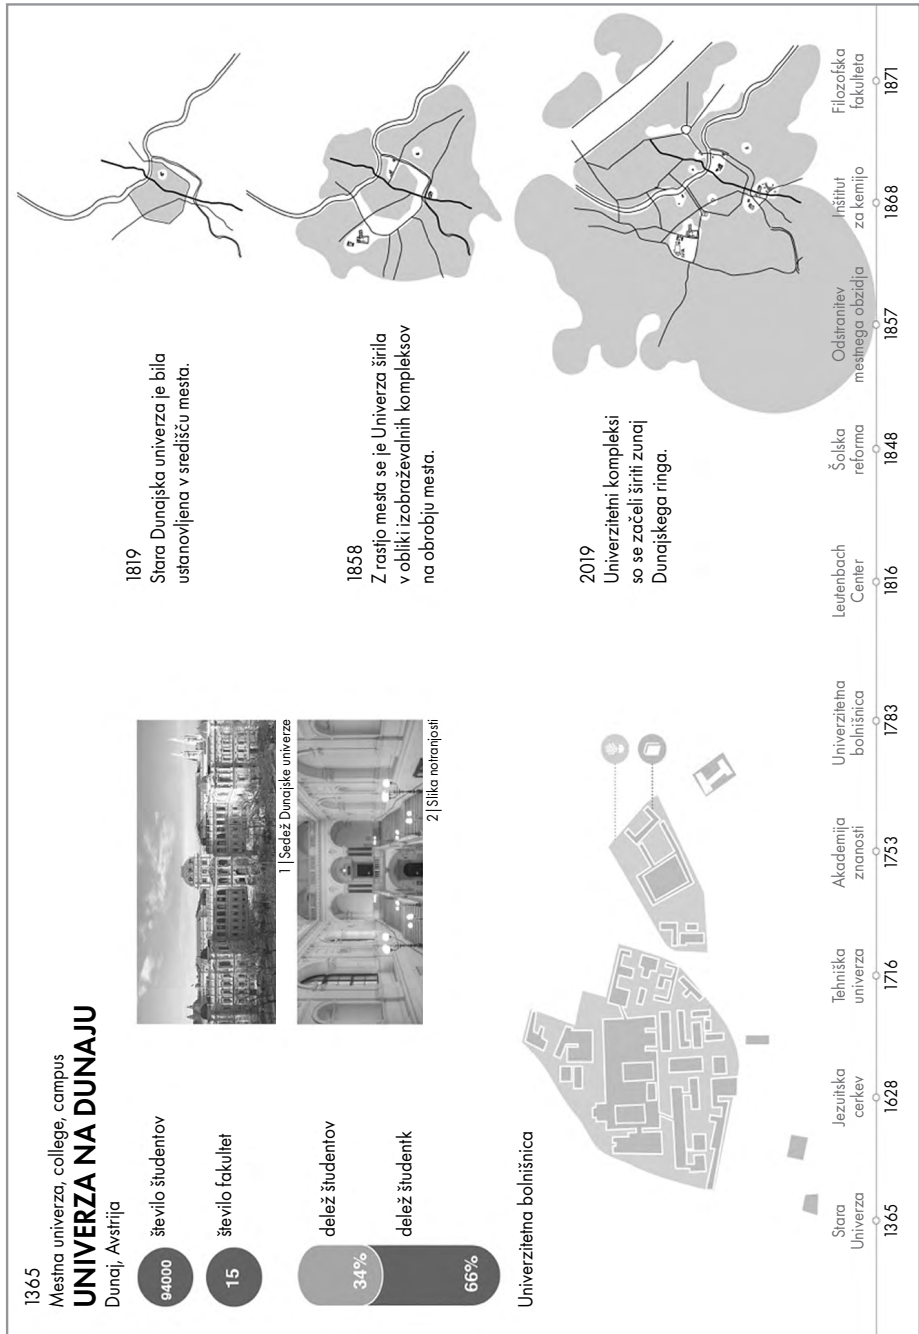 1365
Mestna univerza, college, campus
UNIVERZA NA DUNAJU
Dunaj, Avstrija
94000
število študentov
15
število fakultet
34%
delež študentov
66%
delež študentk
1|Sedež Dunajske univerze
2|Slika notranjosti
Univerzitetna bolnišnica
1819
Stara Dunajska univerza je bila
ustanovljena v središču mesta.
1858
Z rastjo mesta se je Univerza širila
v obliki izobraževalnih kompleksov
na obrobju mesta.
2019
Univerzitetni kompleksi
so se začeli širiti zunaj
Dunajskega ringa.
Stara
Univerza
1365
Jezuitska
cerkev
1628
Tehniška
univerza
1716
Akademija
znanosti
1753
Univerzitetna
bolnišnica
1783
Leutenbach
Center
1816
Šolska
reforma
1848
Odstranitev
mestnega obzidja
1857
Inštitut
za kemijo
1868
Filozofska
fakulteta
1871